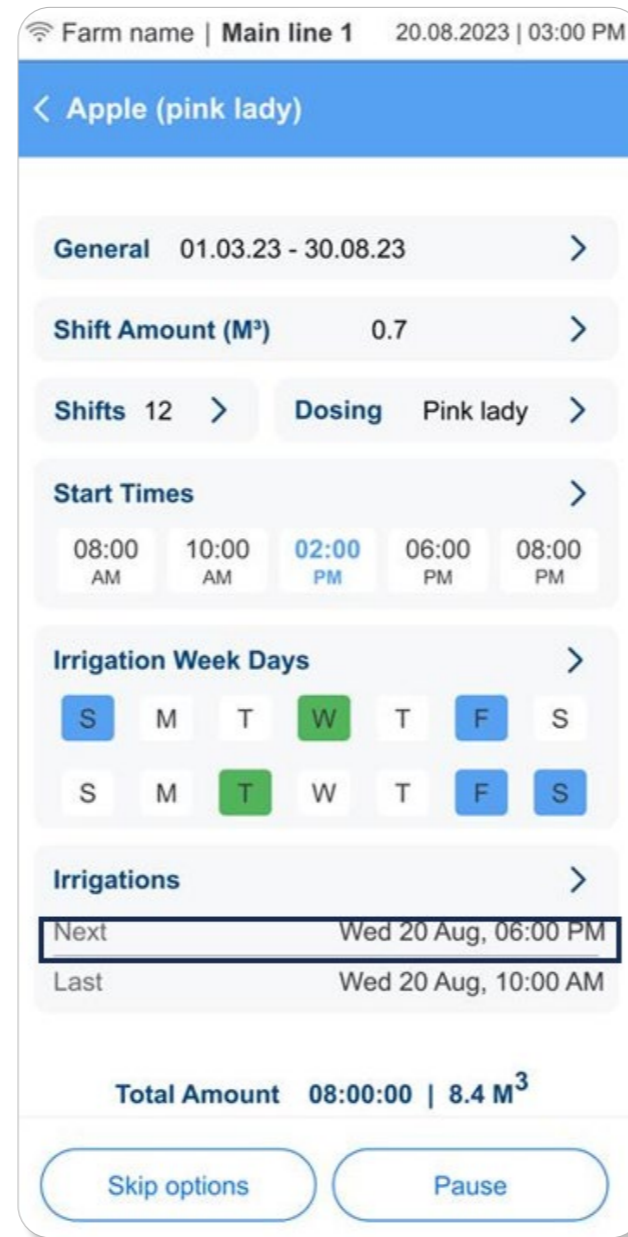 Farm name | Main line 1 20.08.2023 | 03:00 PM
< Apple (pink lady)
General 01.03.23 - 30.08.23 >
Shift Amount (M³) 0.7 >
Shifts 12 > Dosing Pink lady >
Start Times >
08:00 10:00 02:00 06:00 08:00
AM AM PM PM PM
Irrigation Week Days >
S M T W T F S
S M T W T F S
Irrigations >
Next Wed 20 Aug, 06:00 PM
Last Wed 20 Aug, 10:00 AM
Total Amount 08:00:00 | 8.4 M³
Skip options Pause